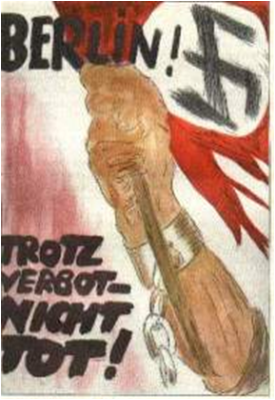 BERLiN!
TROTZ
VERBOT-
NICHT
TOT!